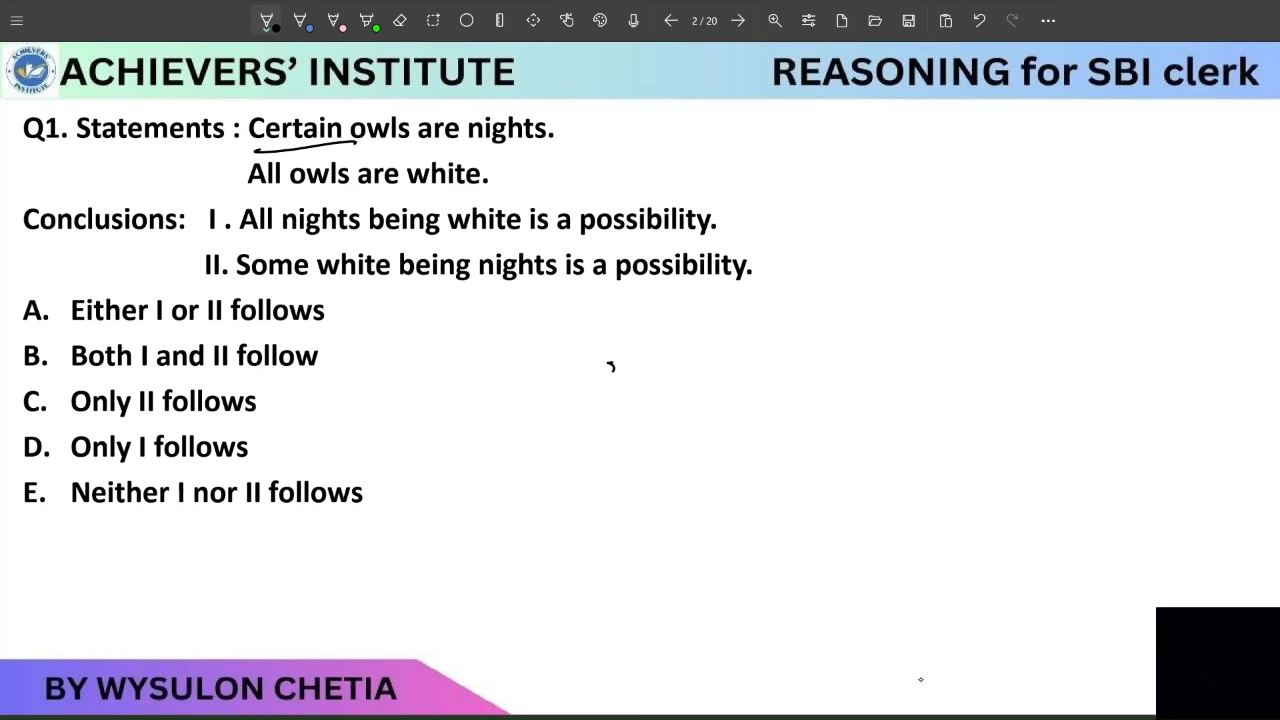 2 / 20
ACHIEVERS' INSTITUTE
REASONING for SBI clerk
Q1. Statements : Certain owls are nights.
All owls are white.
Conclusions: I . All nights being white is a possibility.
II. Some white being nights is a possibility.
A. Either I or II follows
B. Both I and II follow
C. Only II follows
D. Only I follows
E. Neither I nor II follows
BY WYSULON CHETIA